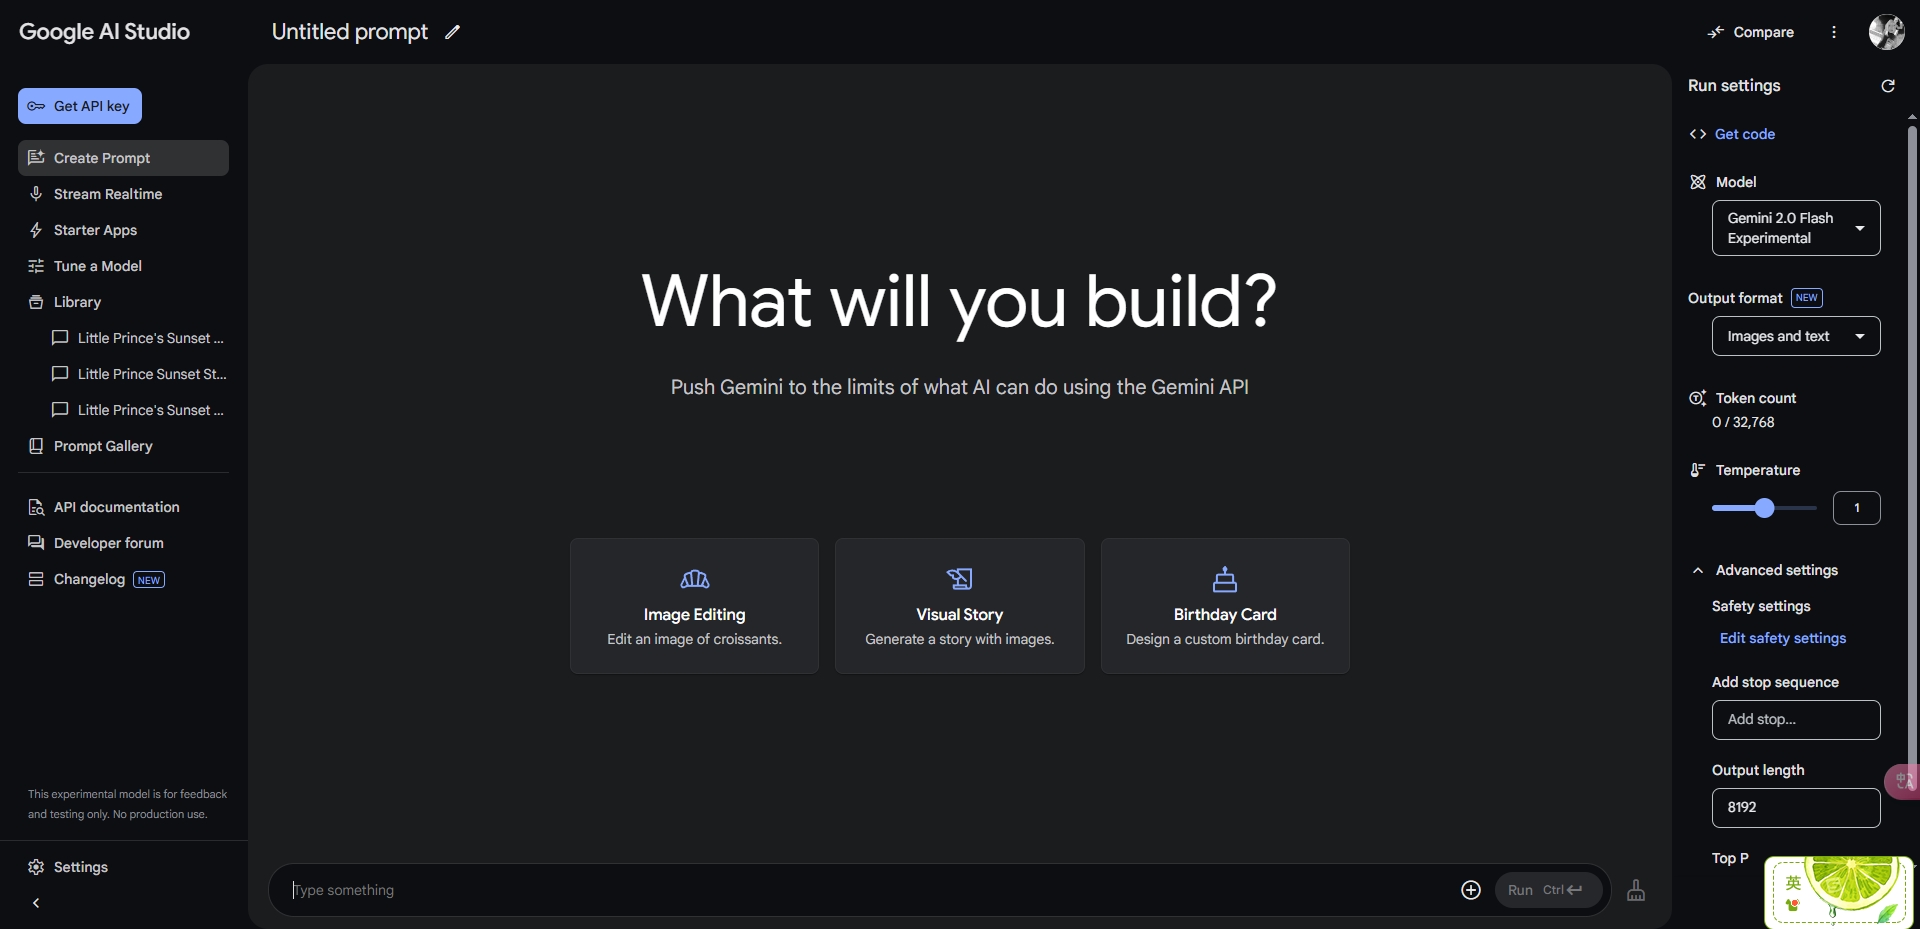 Google AI Studio
Untitled prompt
Compare
Get API key
Create Prompt
Stream Realtime
Starter Apps
Tune a Model
Library
Little Prince's Sunset ...
Little Prince Sunset St...
Little Prince's Sunset ...
Prompt Gallery
API documentation
Developer forum
Changelog NEW
This experimental model is for feedback
and testing only. No production use.
Settings
What will you build?
Push Gemini to the limits of what AI can do using the Gemini API
Image Editing
Edit an image of croissants.
Visual Story
Generate a story with images.
Birthday Card
Design a custom birthday card.
Type something
Run Ctrl
Run settings
Get code
Model
Gemini 2.0 Flash
Experimental
Output format NEW
Images and text
Token count
0 / 32,768
Temperature
1
Advanced settings
Safety settings
Edit safety settings
Add stop sequence
Add stop...
Output length
8192
中A
Top P
英